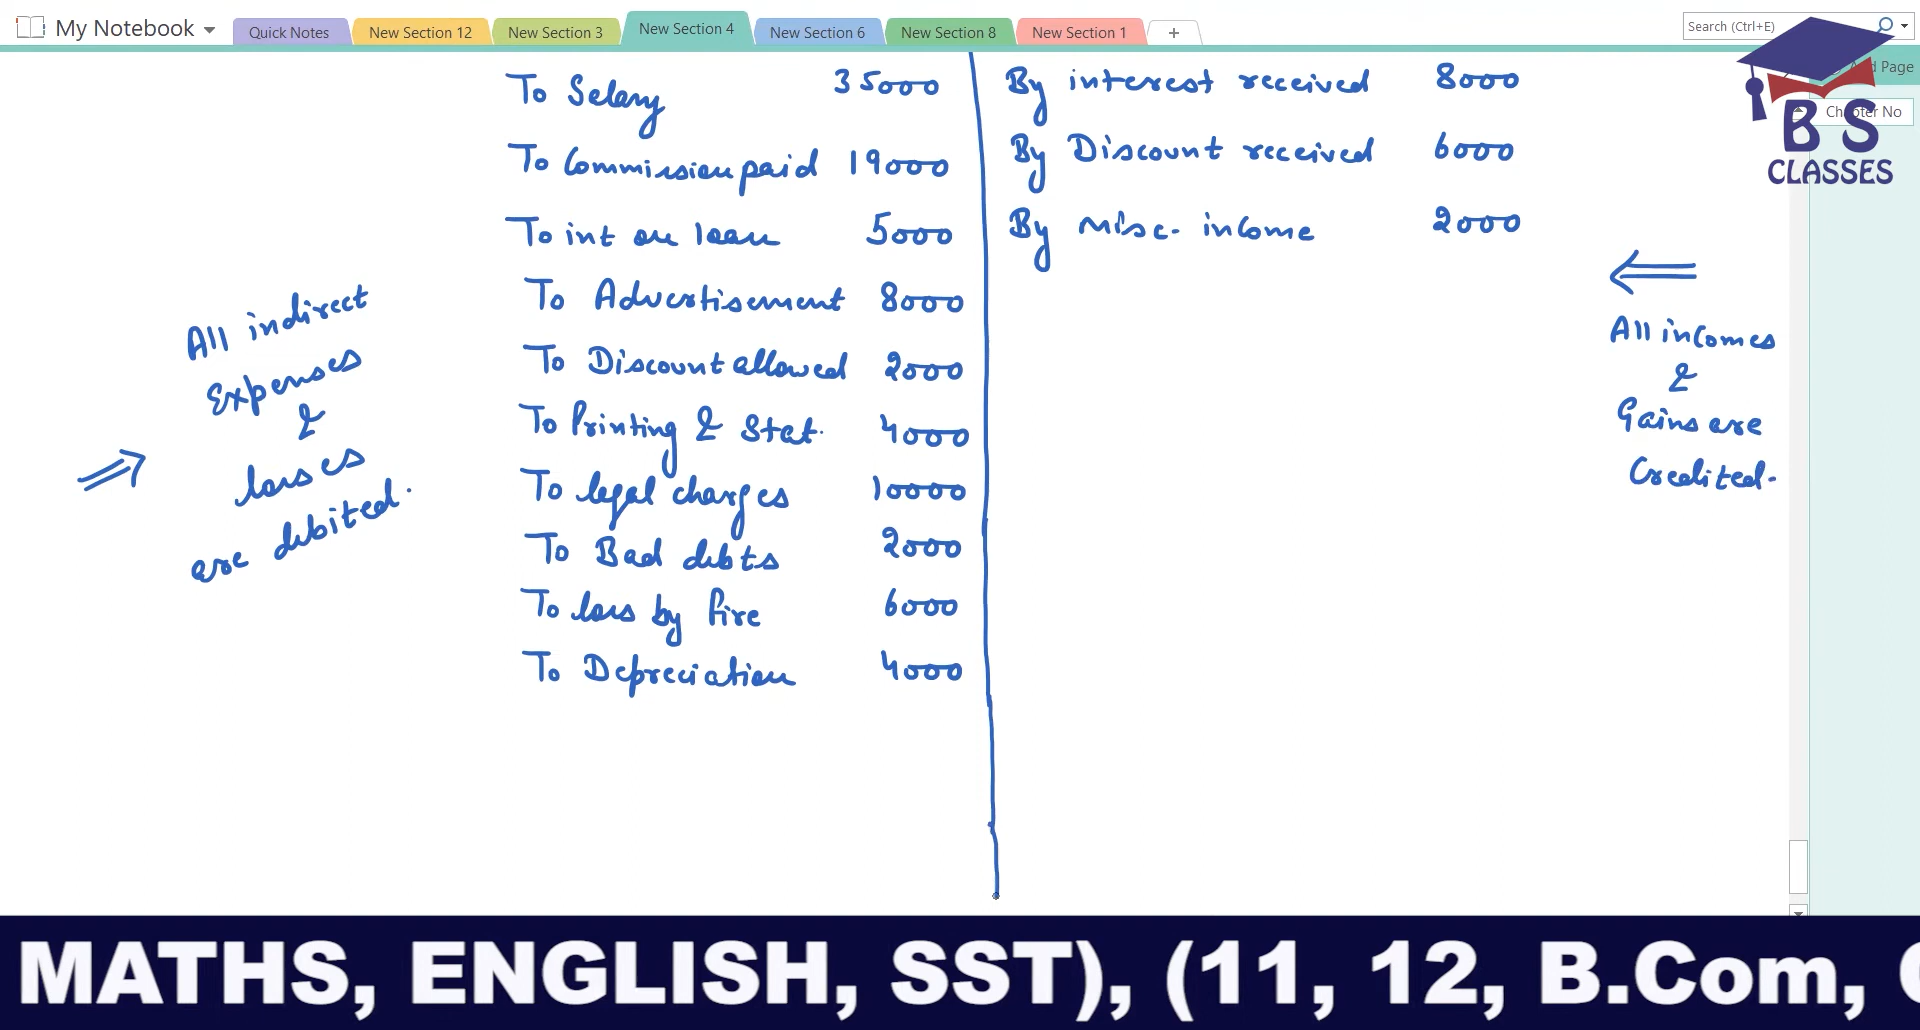 My Notebook
Quick Notes
New Section 12
New Section 3
New Section 4
New Section 6
New Section 8
New Section 1
+
Search (Ctrl+E)
d Page
Ch
ter No
B S
CLASSES
To Salary 35000
To Commission paid 19000
To int on loan 5000
To Advertisement 8000
To Discount allowed 2000
To Printing & Stat. 4000
To legal charges 10000
To Bad debts 2000
To loss by fire 6000
To Depreciation 4000
By interest received 8000
By Discount received 6000
By Misc. income 2000
All indirect
Expenses
&
losses
are debited.
All incomes
&
Gains are
Credited.
MATHS, ENGLISH, SST), (11, 12, B.Com,